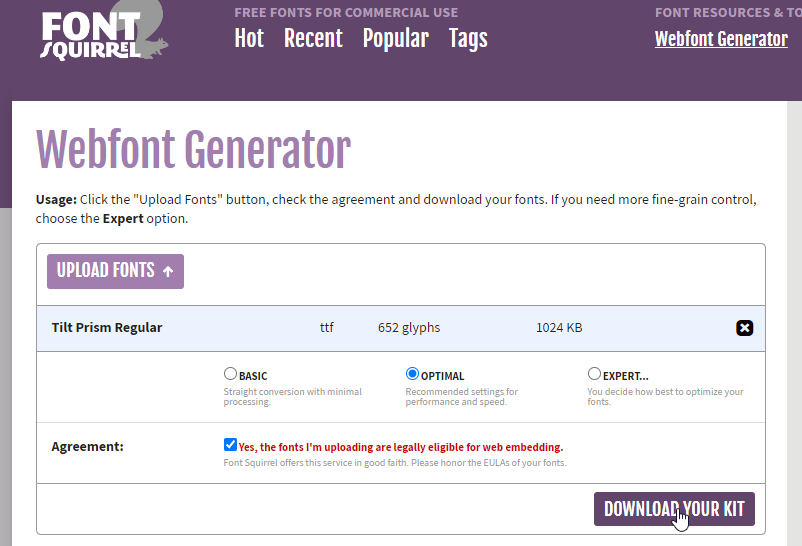 FONT
SQUIRREL
FREE FONTS FOR COMMERCIAL USE
Hot Recent Popular Tags
FONT RESOURCES & TO
Webfont Generator
Webfont Generator
Usage: Click the "Upload Fonts" button, check the agreement and download your fonts. If you need more fine-grain control,
choose the Expert option.
UPLOAD FONTS
Tilt Prism Regular ttf 652 glyphs 1024 KB
BASIC
Straight conversion with minimal
processing.
OPTIMAL
Recommended settings for
performance and speed.
EXPERT...
You decide how best to optimize your
fonts.
Agreement:
Yes, the fonts I'm uploading are legally eligible for web embedding.
Font Squirrel offers this service in good faith. Please honor the EULAs of your fonts.
DOWNLOAD YOUR KIT